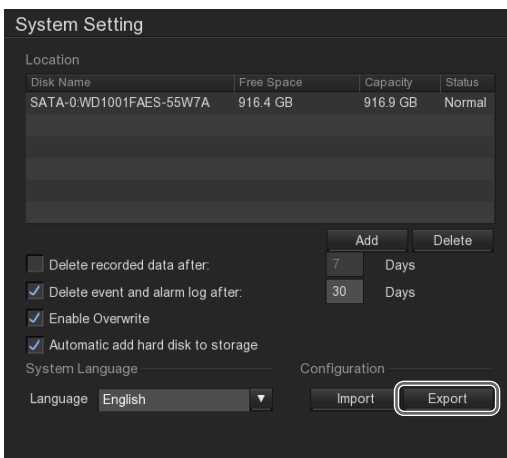 System Setting
Location
Disk Name Free Space Capacity Status
SATA-0:WD1001FAES-55W7A 916.4 GB 916.9 GB Normal
Add Delete
Delete recorded data after: 7 Days
Delete event and alarm log after: 30 Days
Enable Overwrite
Automatic add hard disk to storage
System Language Configuration
Language English Import Export